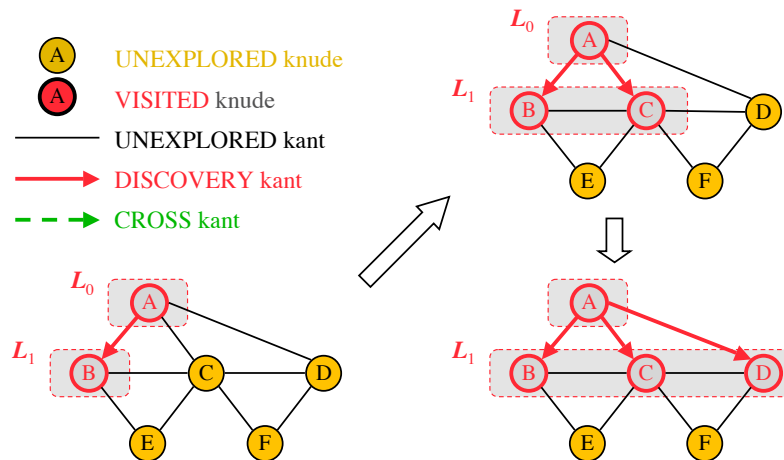 A UNEXPLORED knude
A VISITED knude
UNEXPLORED kant
DISCOVERY kant
CROSS kant
L0
A
L1
B C D
E F
L0
A
L1
B C D
E F
L0
A
L1
B C D
E F